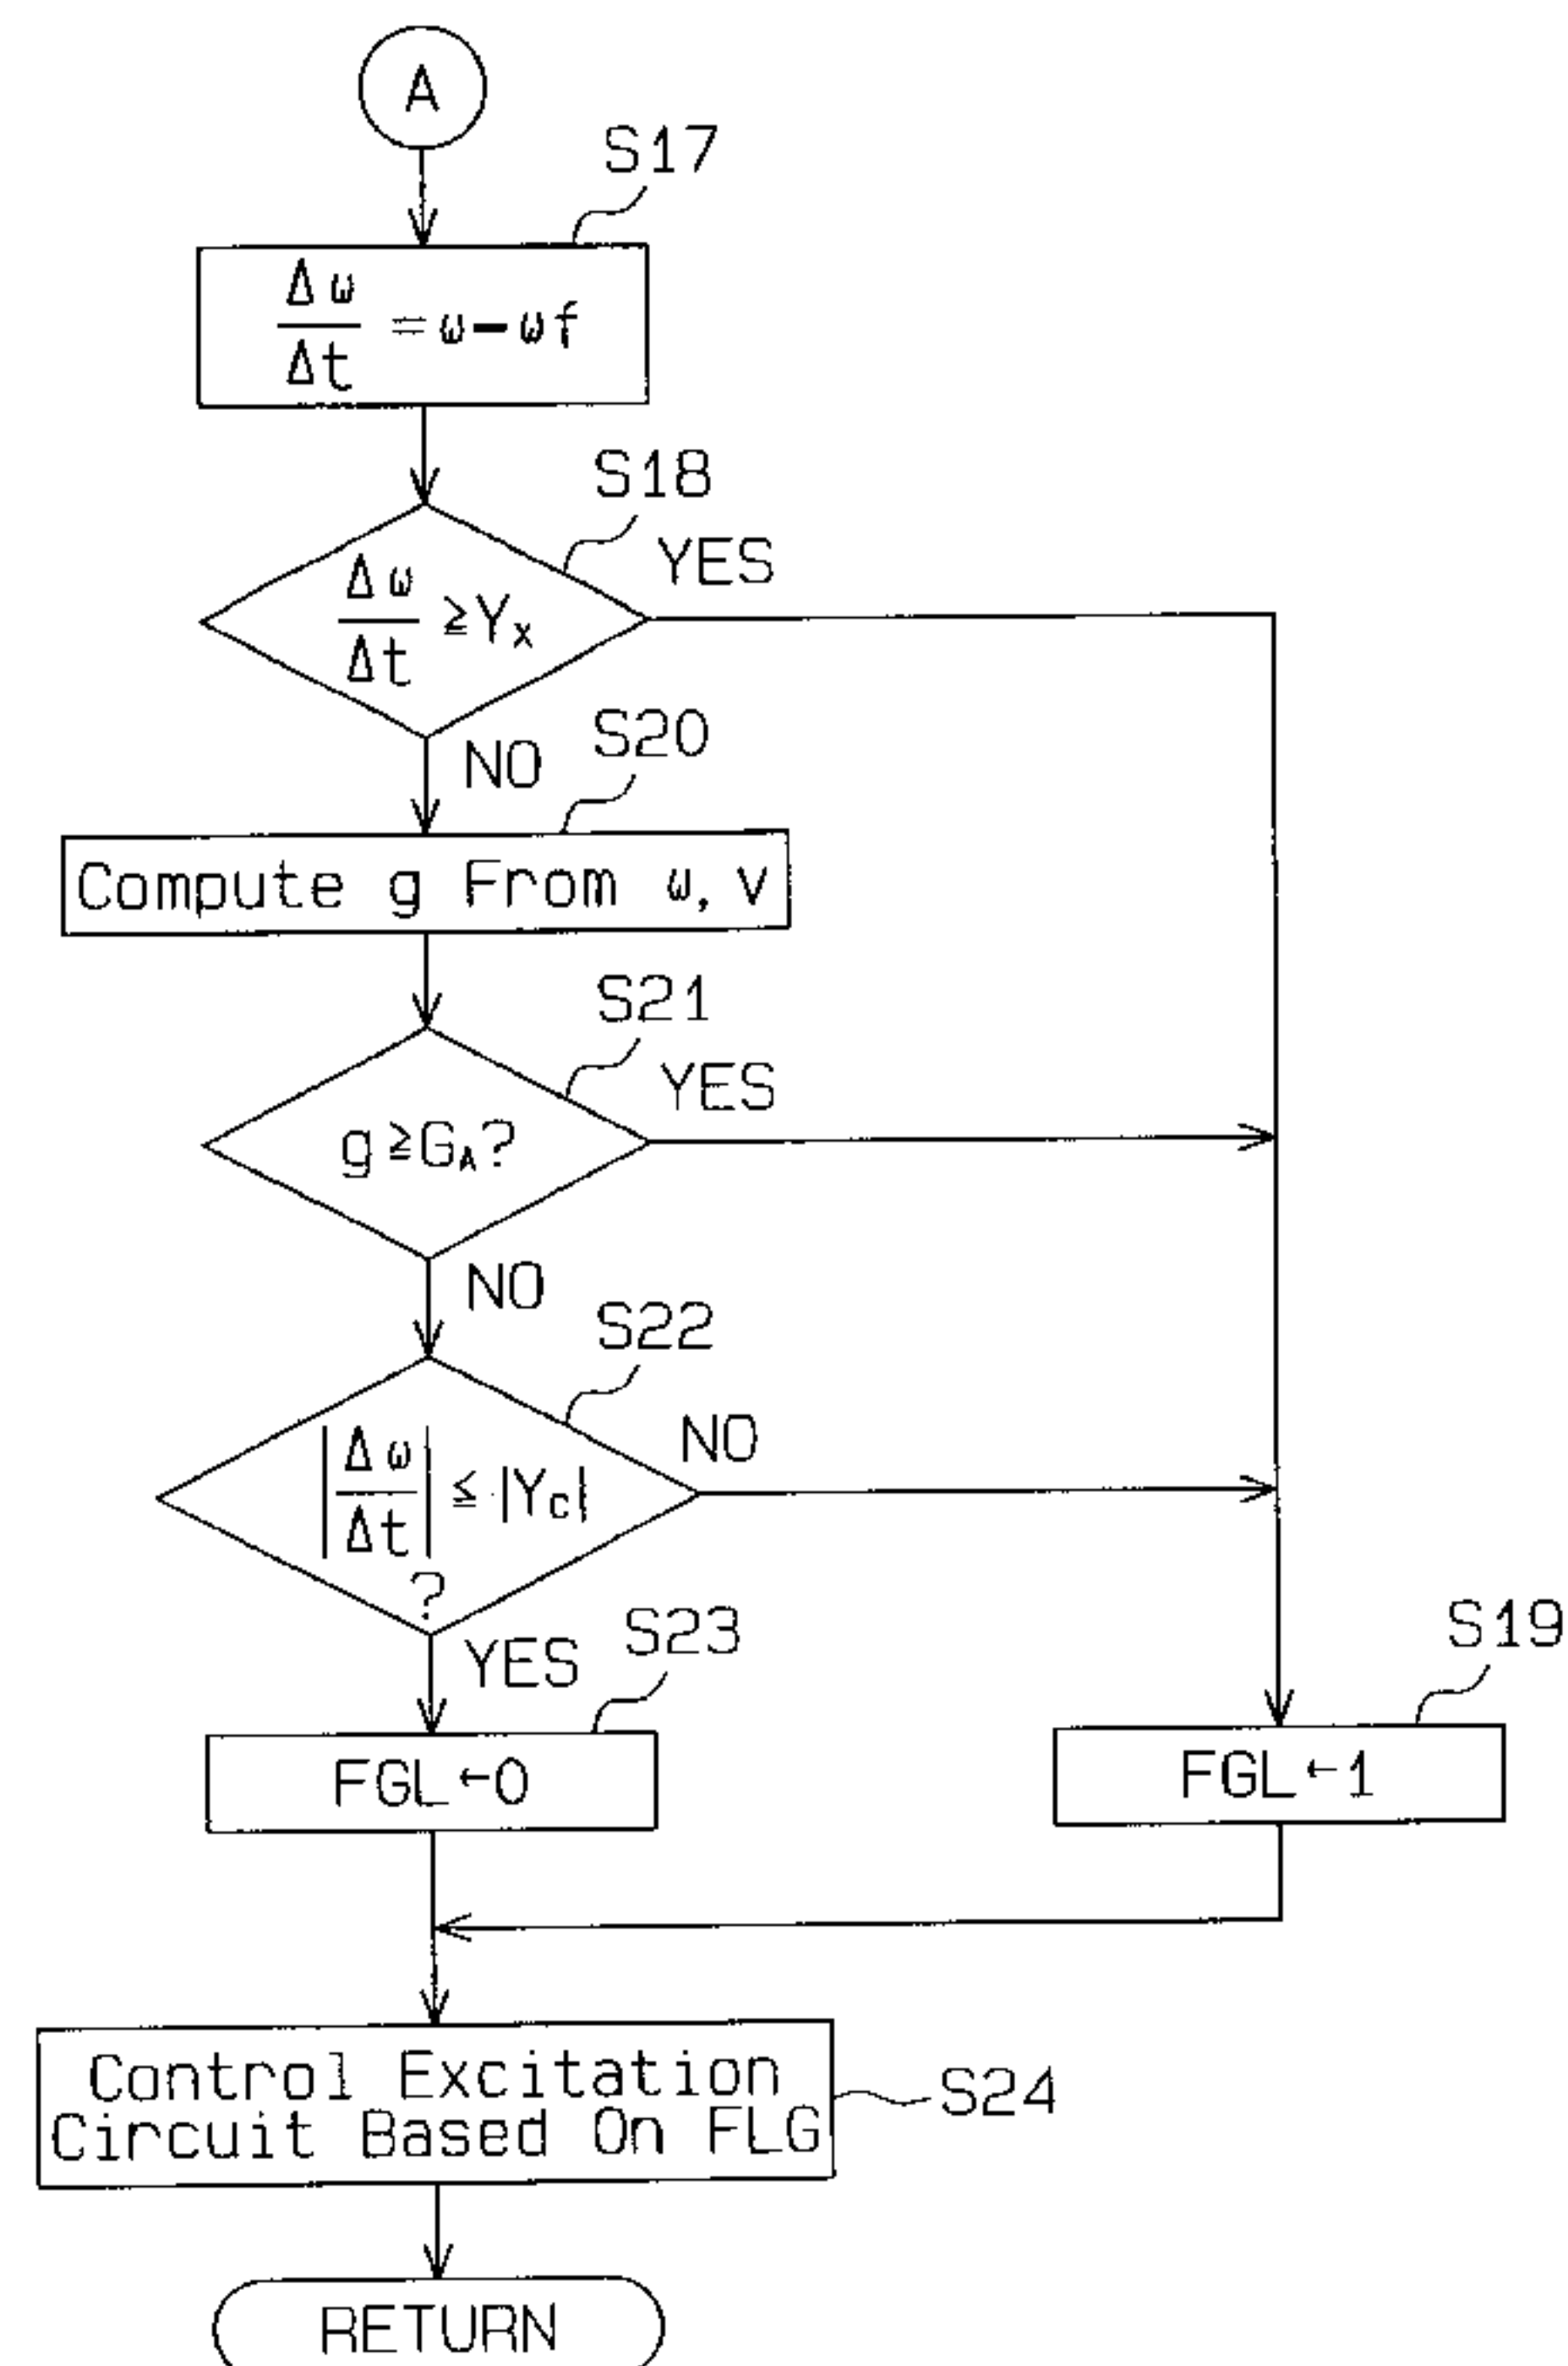 A
S17
Δω
Δt
=ω-ωf
S18
YES
Δω
Δt
≧Yx
NO
S20
Compute g From ω, v
S21
YES
g≧GA?
NO
S22
NO
|Δω
Δt|
≦|Yc|
?
YES
S23
S19
FGL←0
FGL←1
Control Excitation
Circuit Based On FLG
S24
RETURN